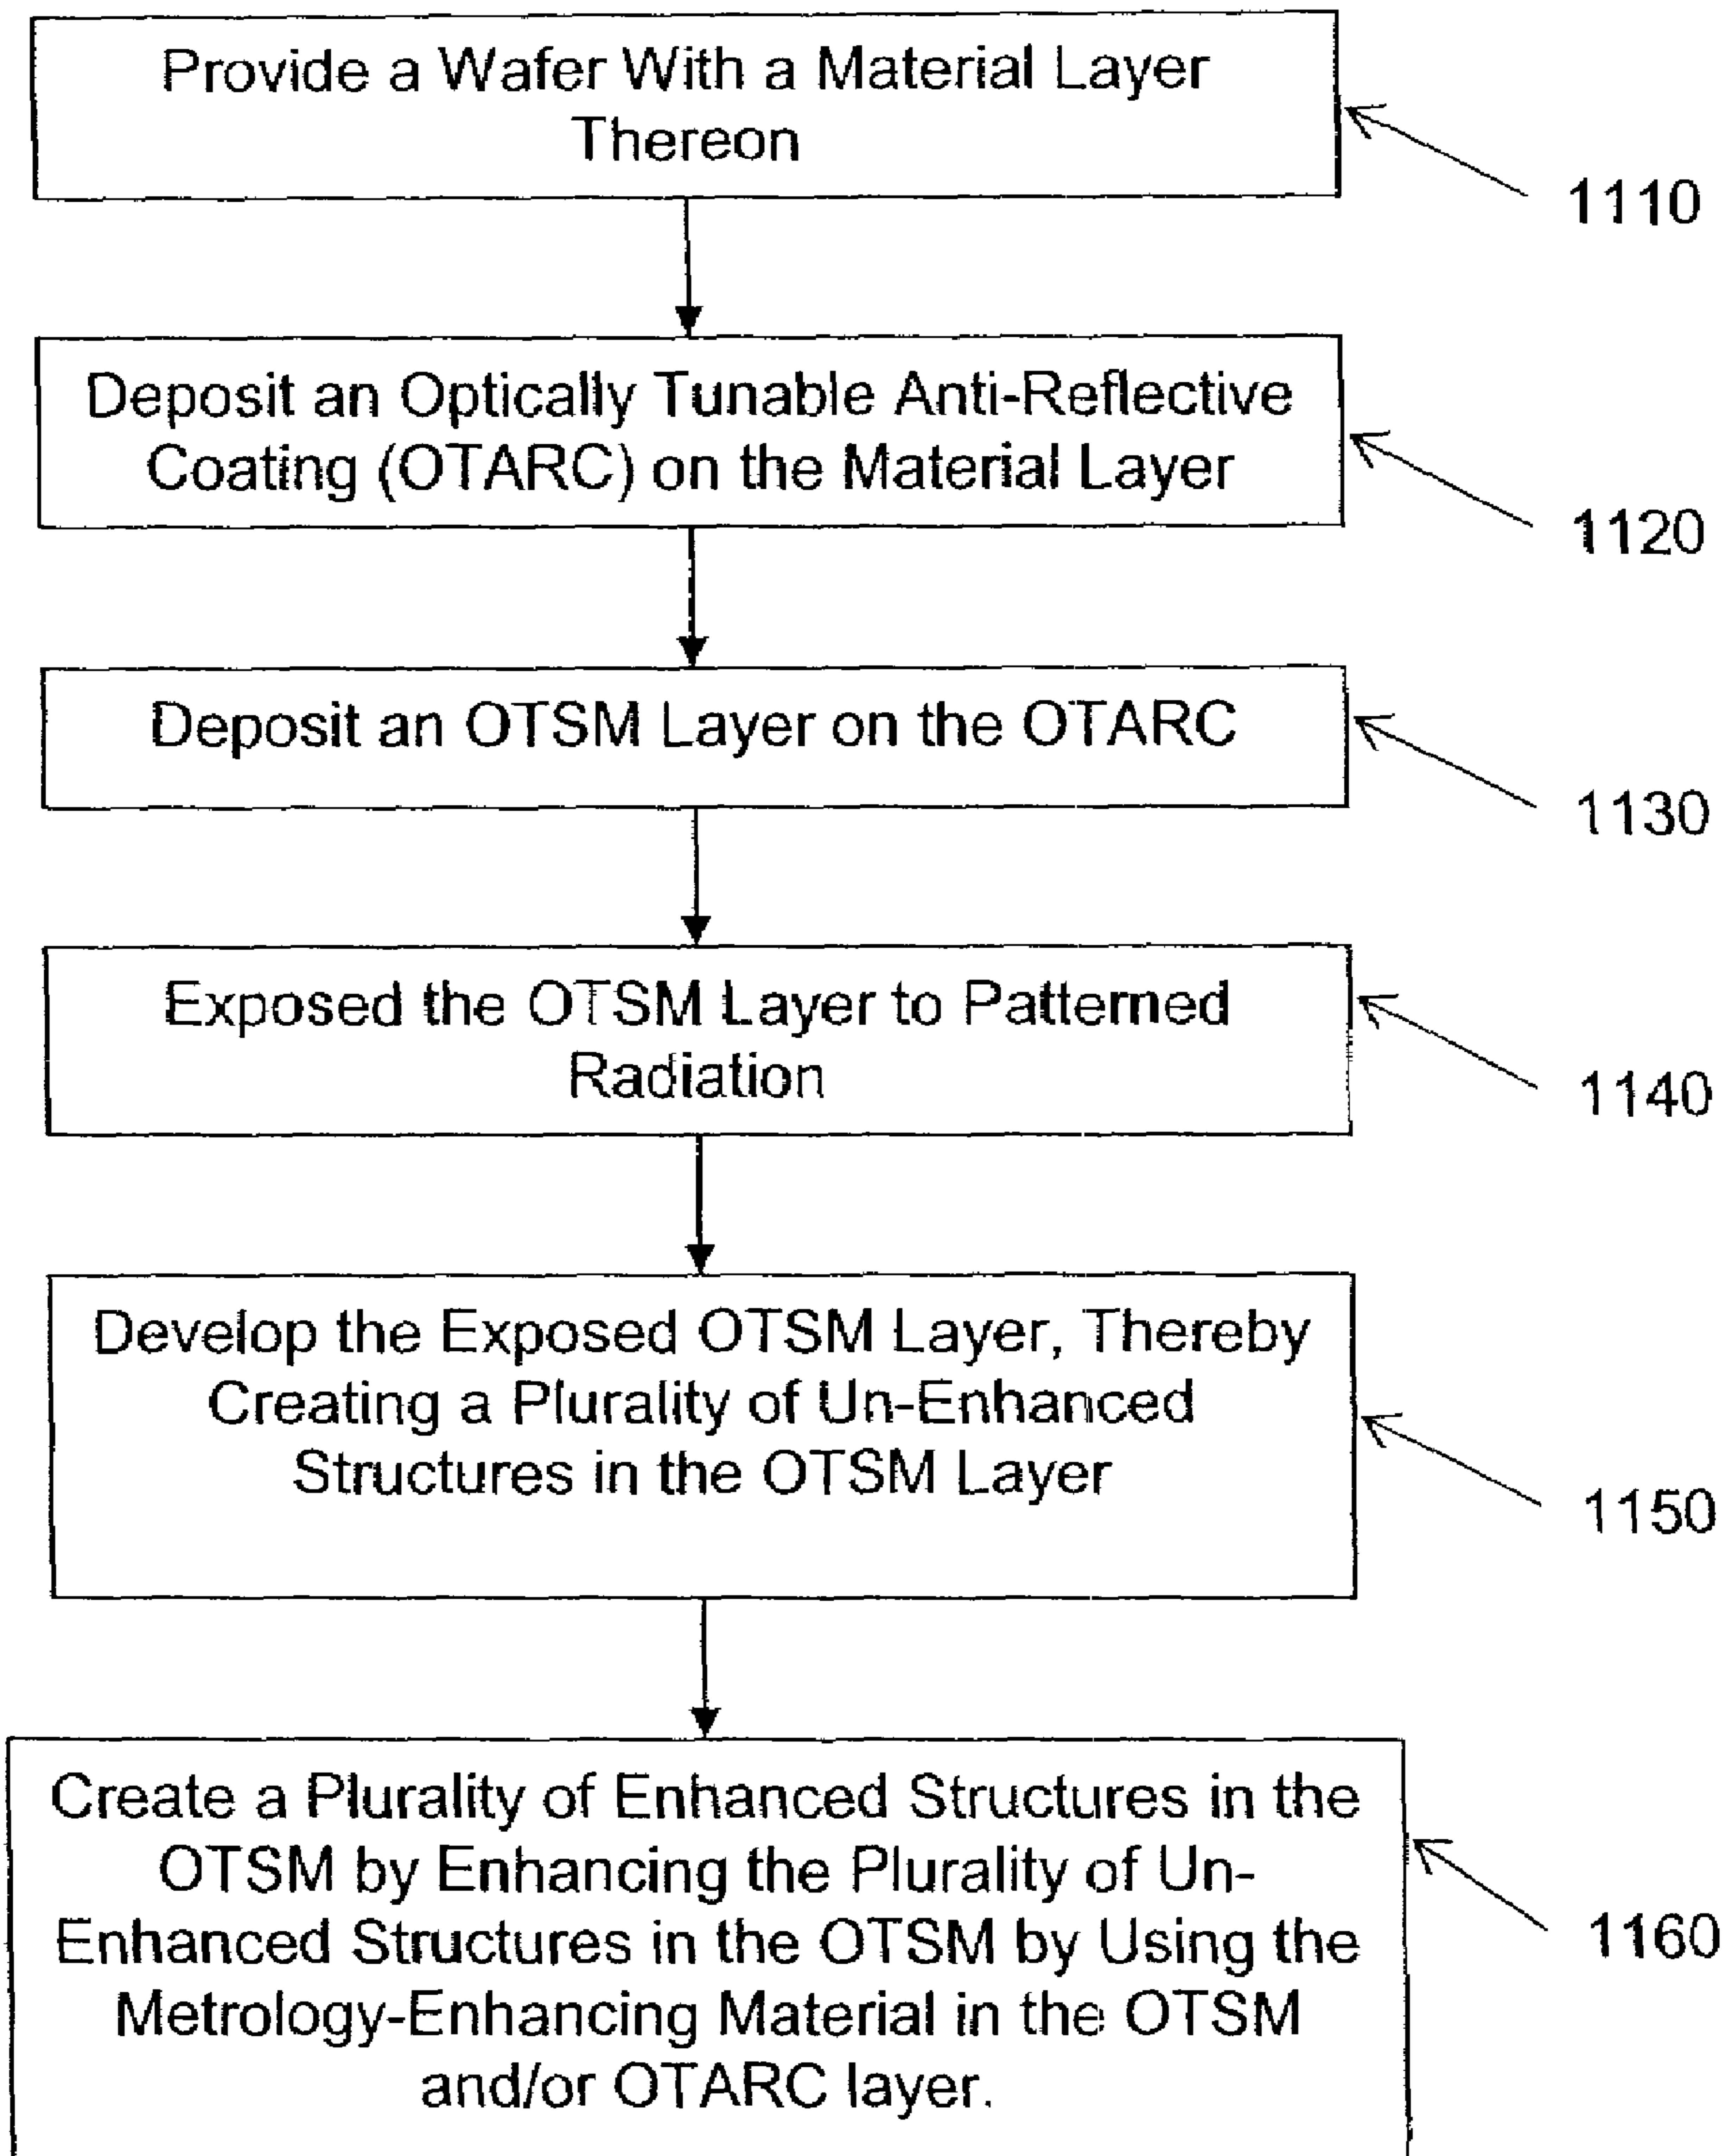 Provide a Wafer With a Material Layer
Thereon
1110
Deposit an Optically Tunable Anti-Reflective
Coating (OTARC) on the Material Layer
1120
Deposit an OTSM Layer on the OTARC
1130
Exposed the OTSM Layer to Patterned
Radiation
1140
Develop the Exposed OTSM Layer, Thereby
Creating a Plurality of Un-Enhanced
Structures in the OTSM Layer
1150
Create a Plurality of Enhanced Structures in the
OTSM by Enhancing the Plurality of Un-
Enhanced Structures in the OTSM by Using the
Metrology-Enhancing Material in the OTSM
and/or OTARC layer.
1160